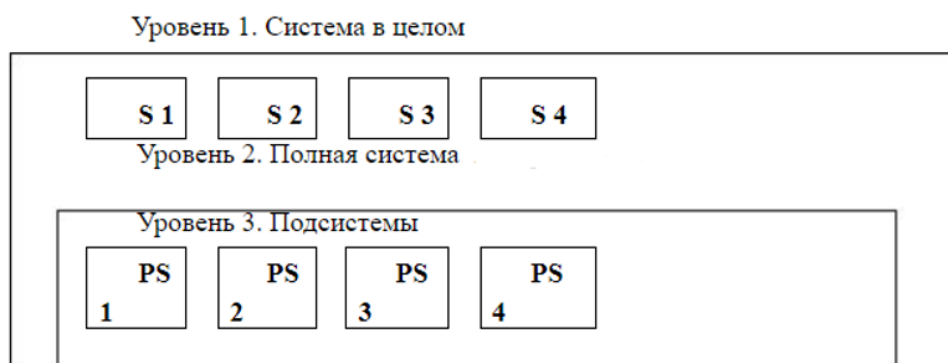 Уровень 1. Система в целом
S 1 S 2 S 3 S 4
Уровень 2. Полная система
Уровень 3. Подсистемы
PS PS PS PS
1 2 3 4